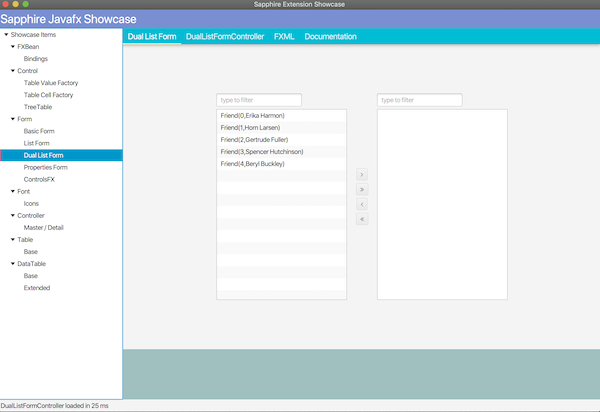 Sapphire Extension Showcase
Sapphire Javafx Showcase
Showcase Items
FXBean
Bindings
Control
Table Value Factory
Table Cell Factory
TreeTable
Form
Basic Form
List Form
Dual List Form
Properties Form
ControlsFX
Font
Icons
Controller
Master / Detail
Table
Base
DataTable
Base
Extended
Dual List Form DualListFormController FXML Documentation
type to filter type to filter
Friend(0,Erika Harmon)
Friend(1,Horn Larsen)
Friend(2,Gertrude Fuller)
Friend(3,Spencer Hutchinson)
Friend(4,Beryl Buckley)
>
»
<
«
DualListFormController loaded in 25 ms